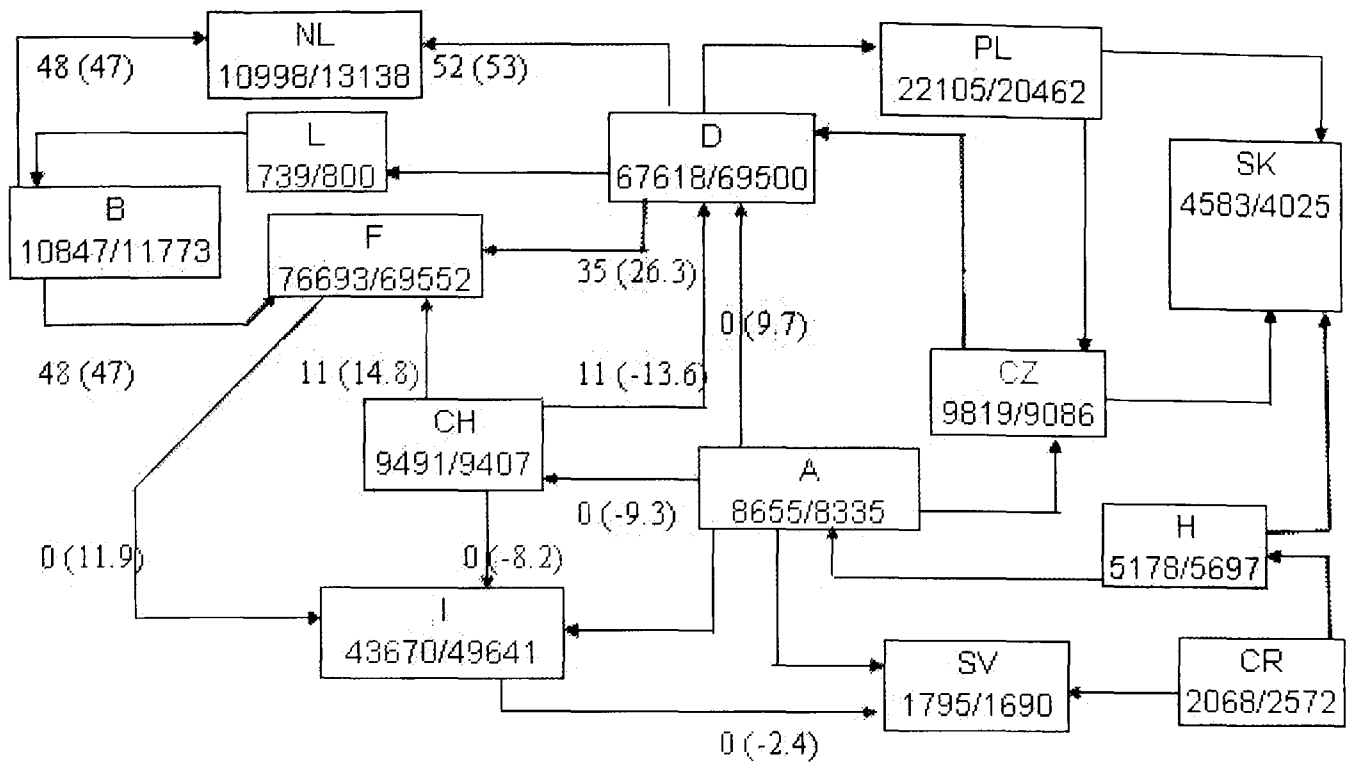 NL
10998/13138
48 (47)
52 (53)
PL
22105/20462
L
739/800
D
67618/69500
SK
4583/4025
B
10847/11773
F
76693/69552
35 (26.3)
0 (9.7)
48 (47)
11 (14.8)
11 (-13.6)
CZ
9819/9086
CH
9491/9407
A
8655/8335
0 (-9.3)
H
5178/5697
0 (11.9)
0 (-8.2)
I
43670/49641
SV
1795/1690
CR
2068/2572
0 (-2.4)